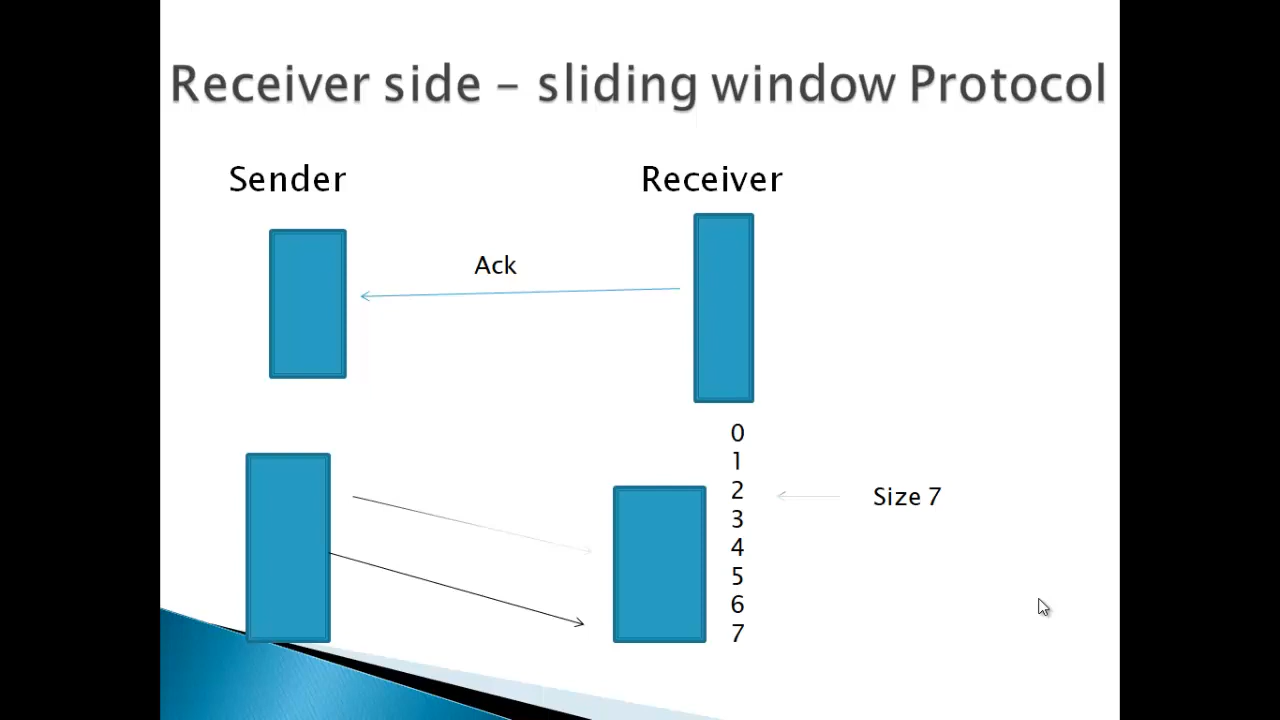 Receiver side – sliding window Protocol
Sender
Receiver
Ack
0
1
2
Size 7
3
4
5
6
7